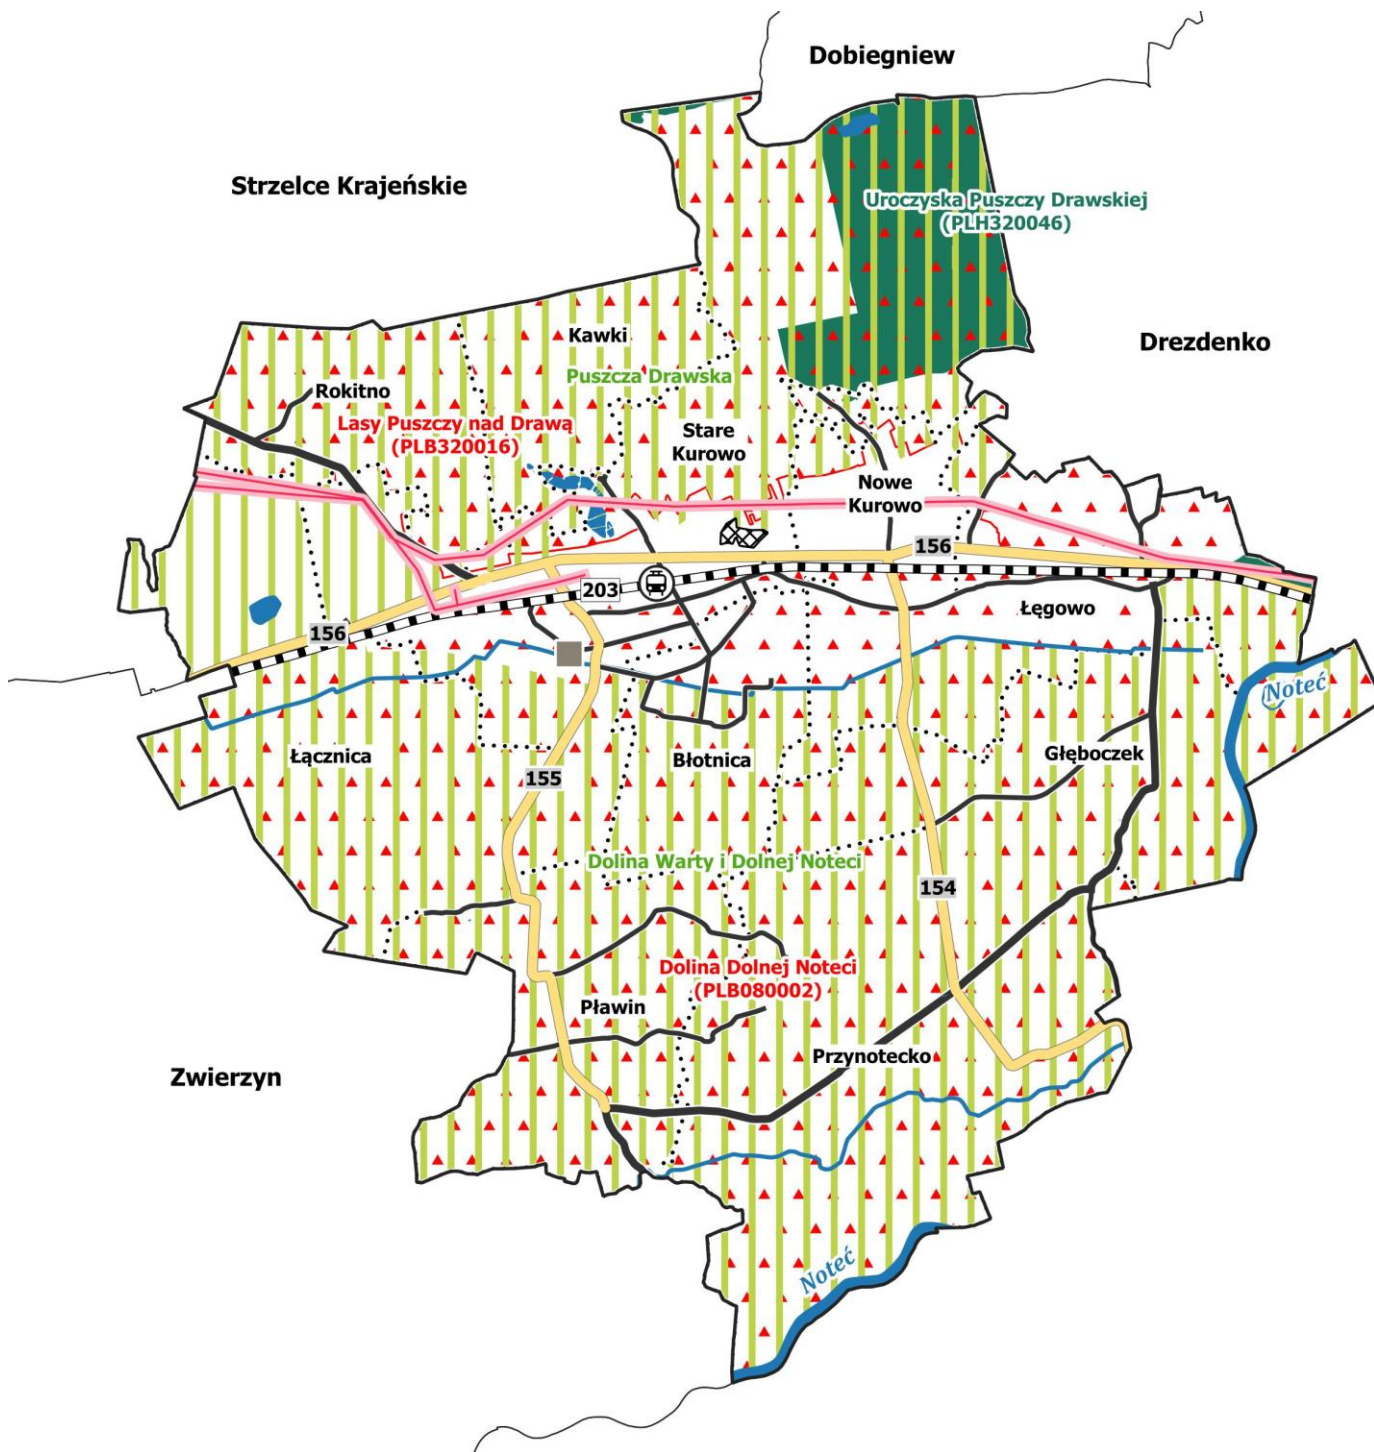 Dobiegniew
Strzelce Krajeńskie
Uroczyska Puszczy Drawskiej
(PLH320046)
Drezdenko
Kawki
Puszcza Drawska
Rokitno
Lasy Puszczy nad Drawą
(PLB320016)
Stare
Kurowo
Nowe
Kurowo
156
203
Łęgowo
156
Noteć
Łącznica
155
Błotnica
Głęboczek
Dolina Warty i Dolnej Noteci
154
Dolina Dolnej Noteci
(PLB080002)
Pławin
Przynotecko
Zwierzyn
Noteć